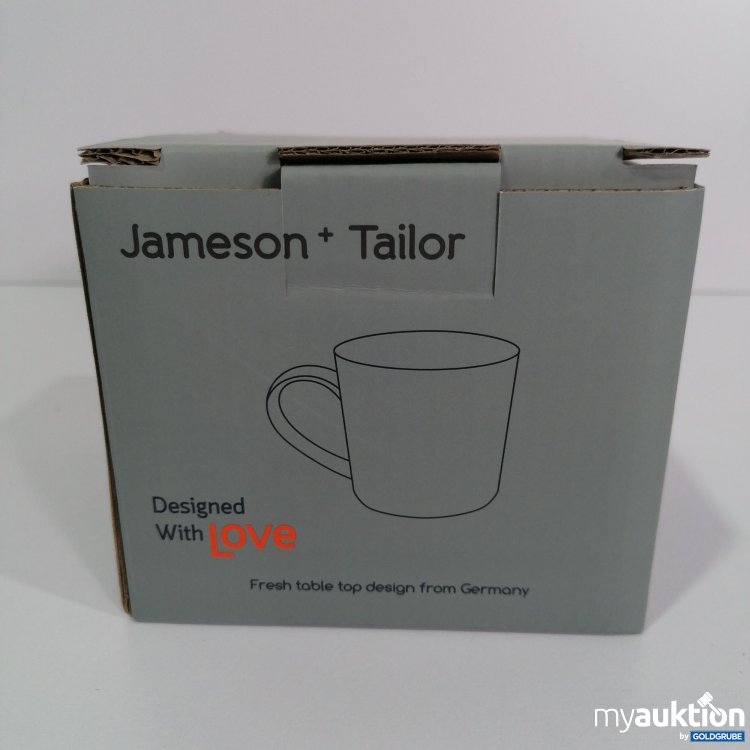 Jameson + Tailor
Designed
With Love
Fresh table top design from Germany
myauktion
by GOLDGRUBE